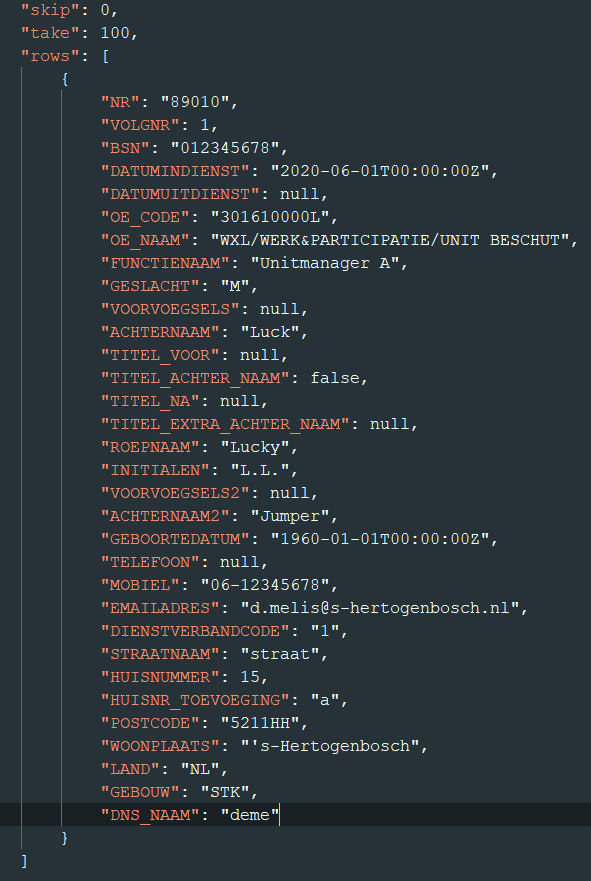 "skip": 0,
"take": 100,
"rows": [
{
"NR": "89010",
"VOLGNR": 1,
"BSN": "012345678",
"DATUMINDIENST": "2020-06-01T00:00:00Z",
"DATUMUITDIENST": null,
"OE_CODE": "301610000L",
"OE_NAAM": "WXL/WERK&PARTICIPATIE/UNIT BESCHUT",
"FUNCTIENAAM": "Unitmanager A",
"GESLACHT": "M",
"VOORVOEGSELS": null,
"ACHTERNAAM": "Luck",
"TITEL_VOOR": null,
"TITEL_ACHTER_NAAM": false,
"TITEL_NA": null,
"TITEL_EXTRA_ACHTER_NAAM": null,
"ROEPNAAM": "Lucky",
"INITIALEN": "L.L.",
"VOORVOEGSELS2": null,
"ACHTERNAAM2": "Jumper",
"GEBOORTEDATUM": "1960-01-01T00:00:00Z",
"TELEFOON": null,
"MOBIEL": "06-12345678",
"EMAILADRES": "d.melis@s-hertogenbosch.nl",
"DIENSTVERBANDCODE": "1",
"STRAATNAAM": "straat",
"HUISNUMMER": 15,
"HUISNR_TOEVOEGING": "a",
"POSTCODE": "5211HH",
"WOONPLAATS": "'s-Hertogenbosch",
"LAND": "NL",
"GEBOUW": "STK",
"DNS_NAAM": "deme"
}
]